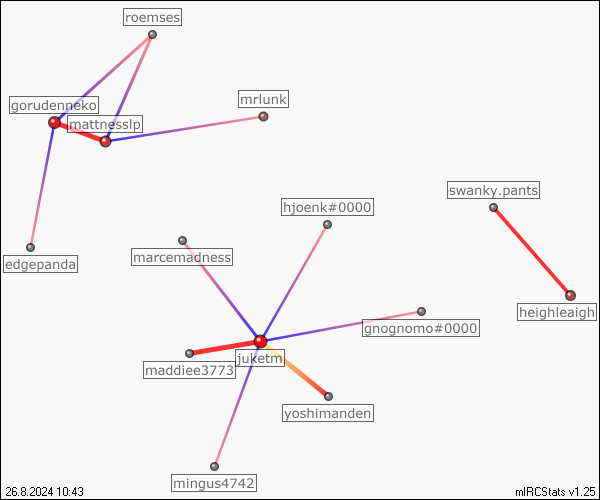 roemses
gorudenneko
mattnesslp
mrlunk
swanky.pants
hjoenk#0000
edgepanda
marcemadness
heighleaigh
gnognomo#0000
juketm
maddiee3773
yoshimanden
mingus4742
26.8.2024 10:43
mIRCStats v1.25